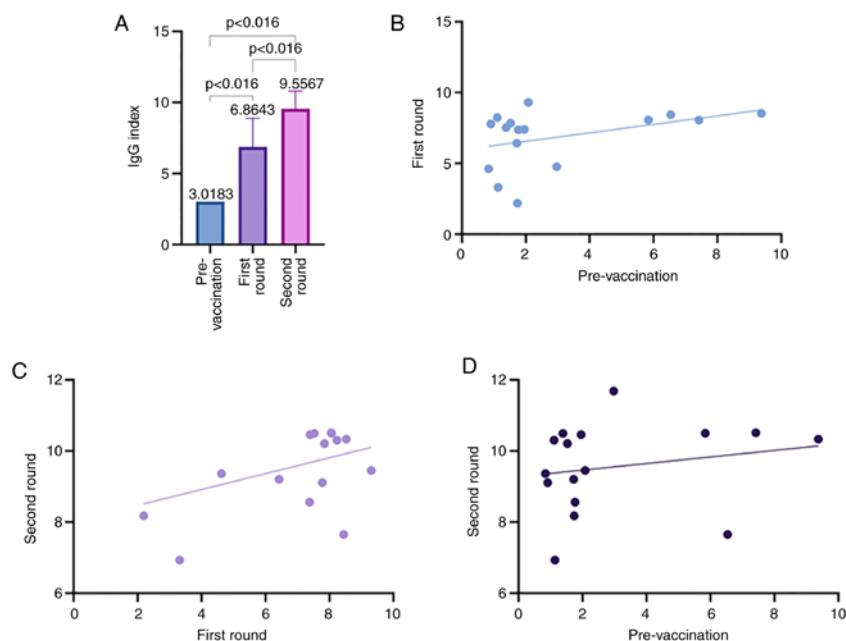 A
p<0.016
p<0.016
p<0.016
9.5567
6.8643
3.0183
15
10
5
0
IgG index
Pre-
vaccination
First
round
Second
round
B
15
10
5
0
First round
0
2
4
6
8
10
Pre-vaccination
C
12
10
8
6
Second round
0
2
4
6
8
10
First round
D
12
10
8
6
Second round
0
2
4
6
8
10
Pre-vaccination